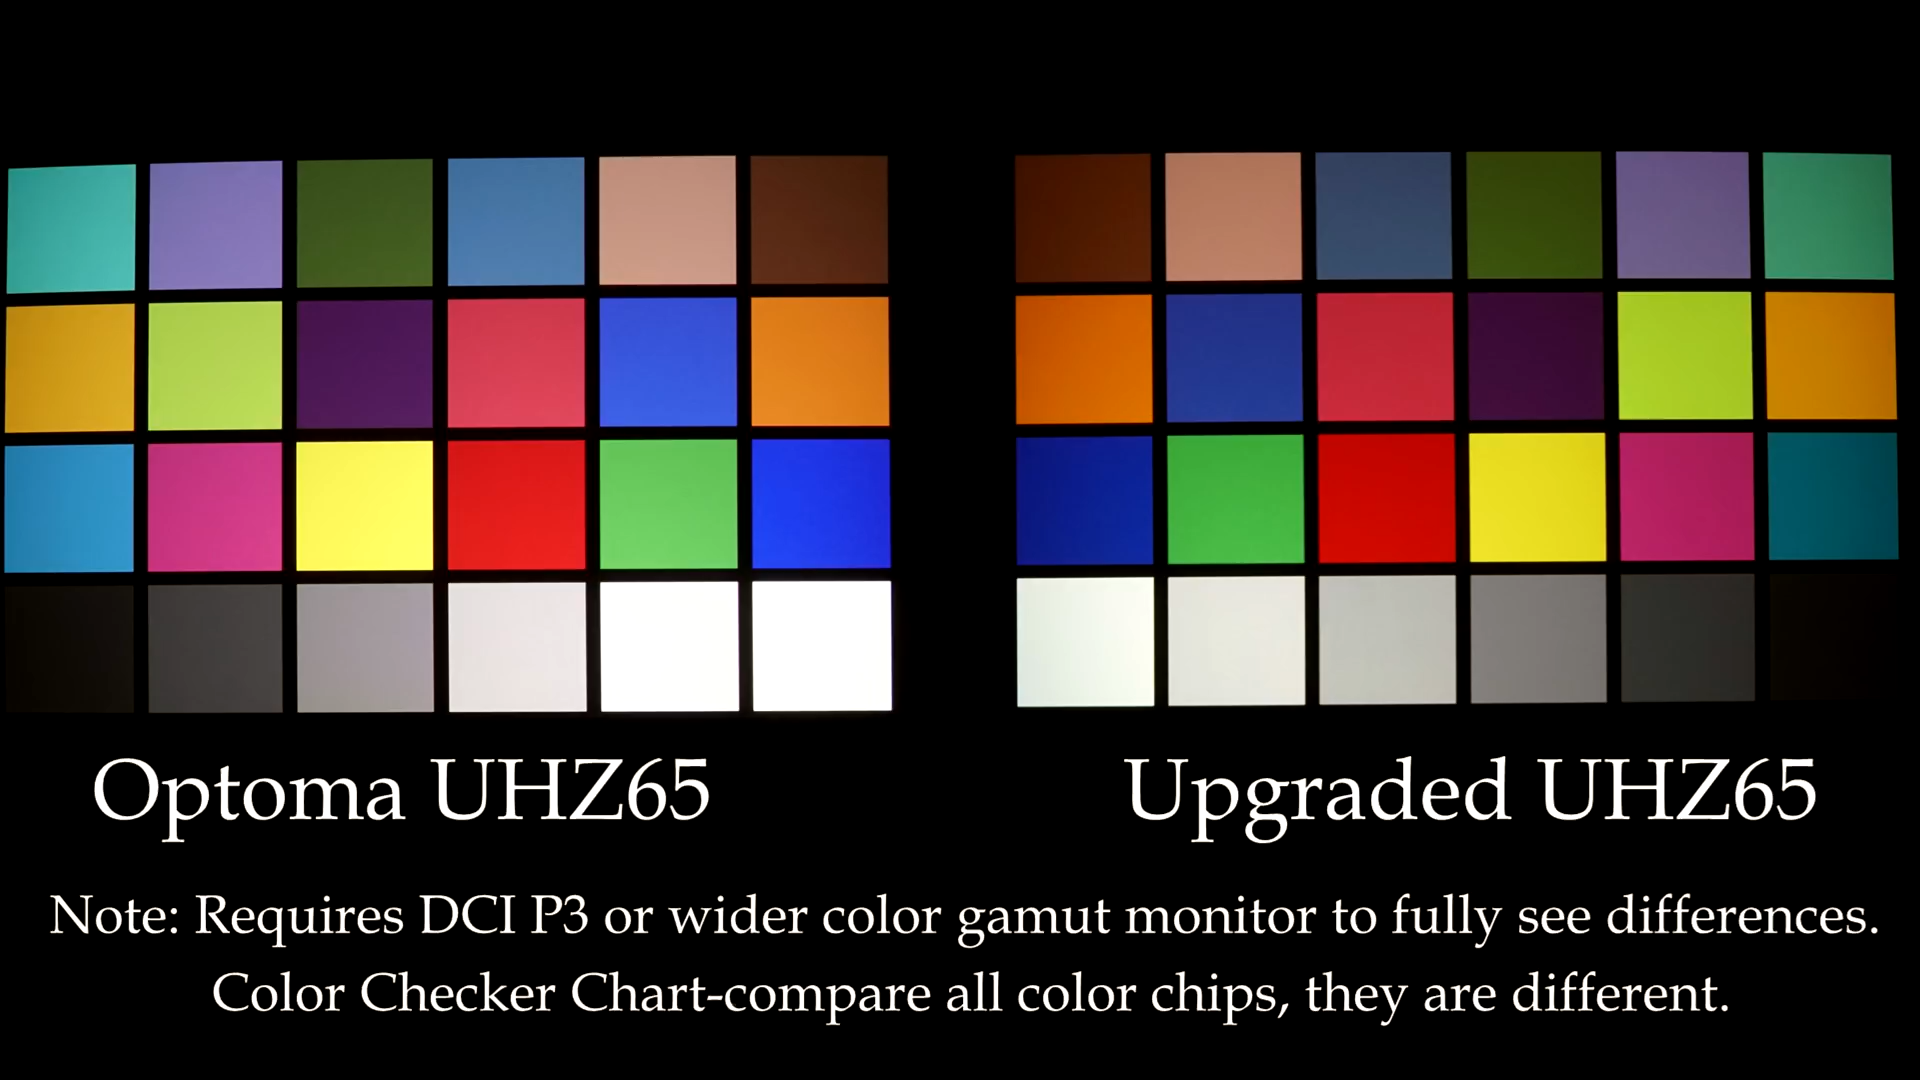 Optoma UHZ65
Upgraded UHZ65
Note: Requires DCI P3 or wider color gamut monitor to fully see differences.
Color Checker Chart-compare all color chips, they are different.